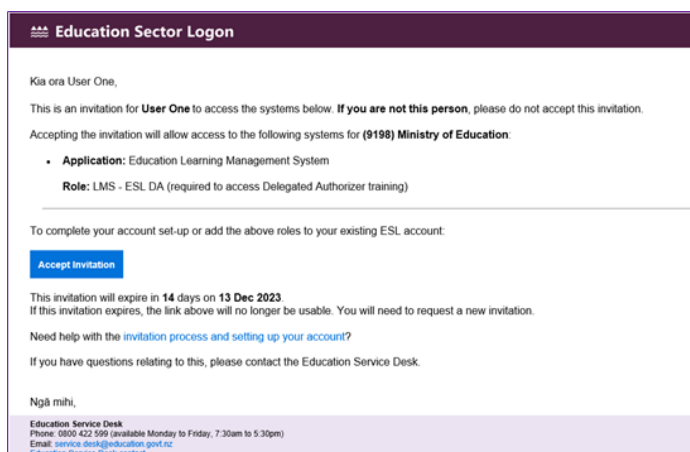 Education Sector Logon
Kia ora User One,
This is an invitation for User One to access the systems below. If you are not this person, please do not accept this invitation.
Accepting the invitation will allow access to the following systems for (9198) Ministry of Education:
• Application: Education Learning Management System
Role: LMS - ESL DA (required to access Delegated Authorizer training)
To complete your account set-up or add the above roles to your existing ESL account:
Accept Invitation
This invitation will expire in 14 days on 13 Dec 2023.
If this invitation expires, the link above will no longer be usable. You will need to request a new invitation.
Need help with the invitation process and setting up your account?
If you have questions relating to this, please contact the Education Service Desk.
Ngā mihi,
Education Service Desk
Phone: 0800 422 599 (available Monday to Friday, 7:30am to 5:30pm)
Email: service.desk@education.govt.nz